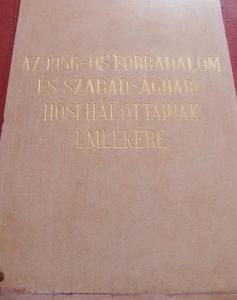 AZ 1956-OS FORRADALOM
ÉS SZABADSÁGHARC
HŐSI HALOTTAINAK
EMLÉKÉRE